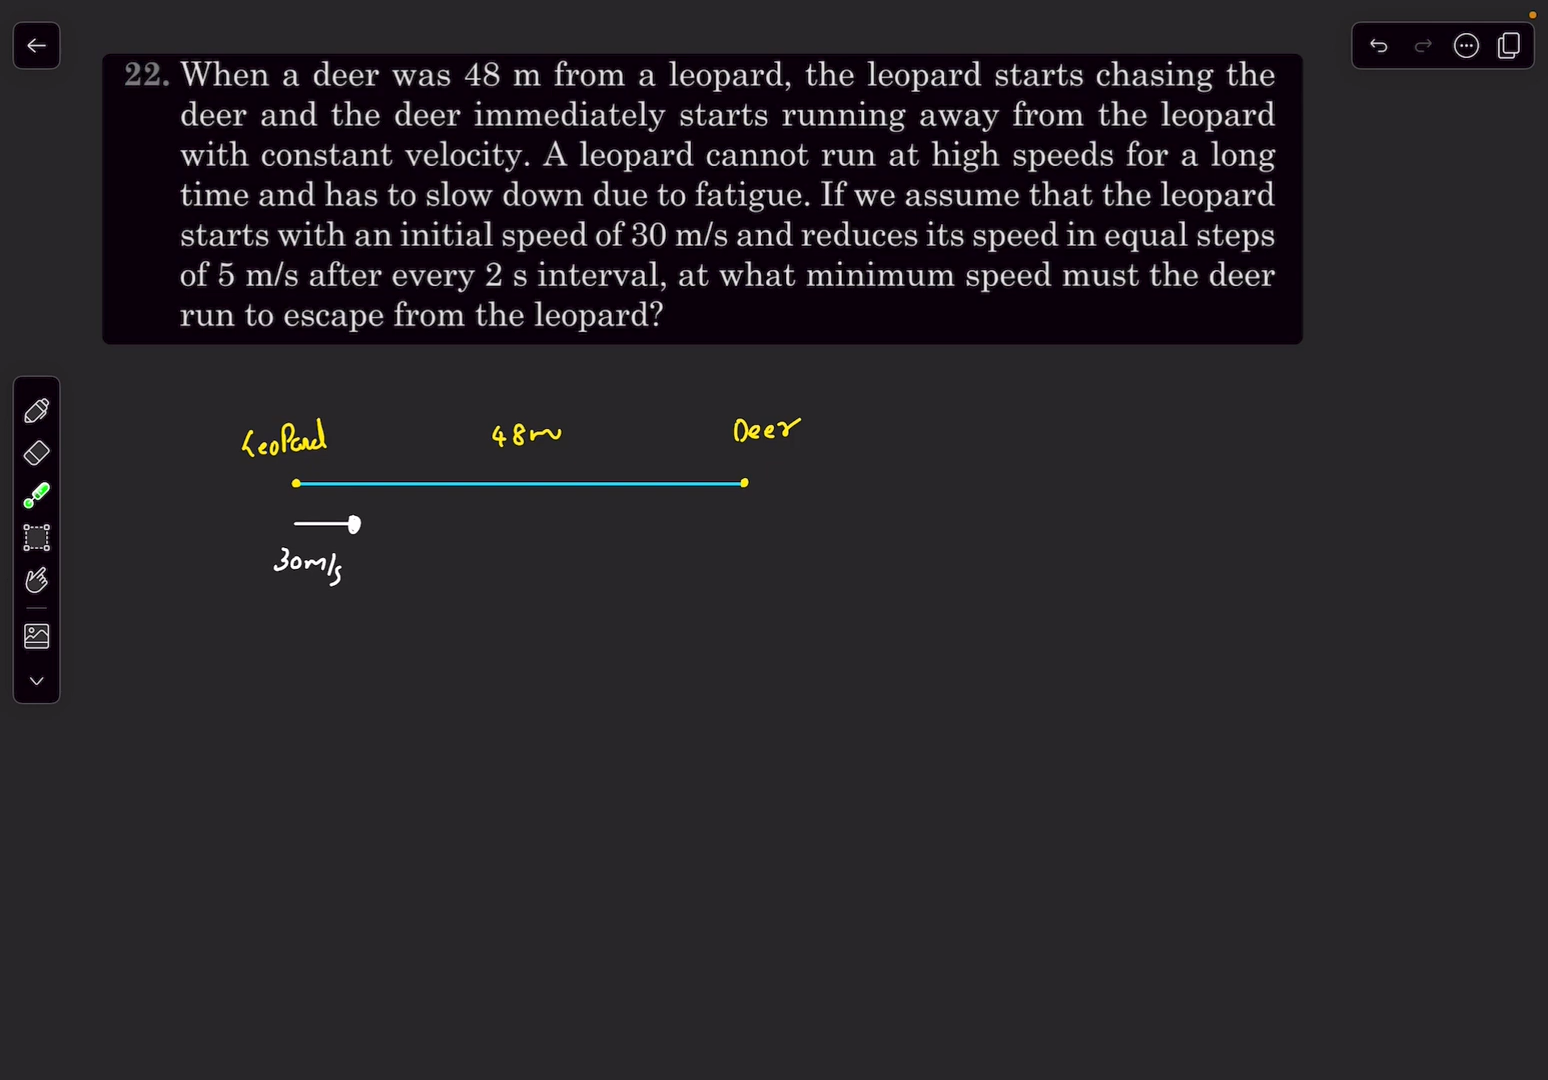 22. When a deer was 48 m from a leopard, the leopard starts chasing the
deer and the deer immediately starts running away from the leopard
with constant velocity. A leopard cannot run at high speeds for a long
time and has to slow down due to fatigue. If we assume that the leopard
starts with an initial speed of 30 m/s and reduces its speed in equal steps
of 5 m/s after every 2 s interval, at what minimum speed must the deer
run to escape from the leopard?
Leopard 48m Deer
30m/s